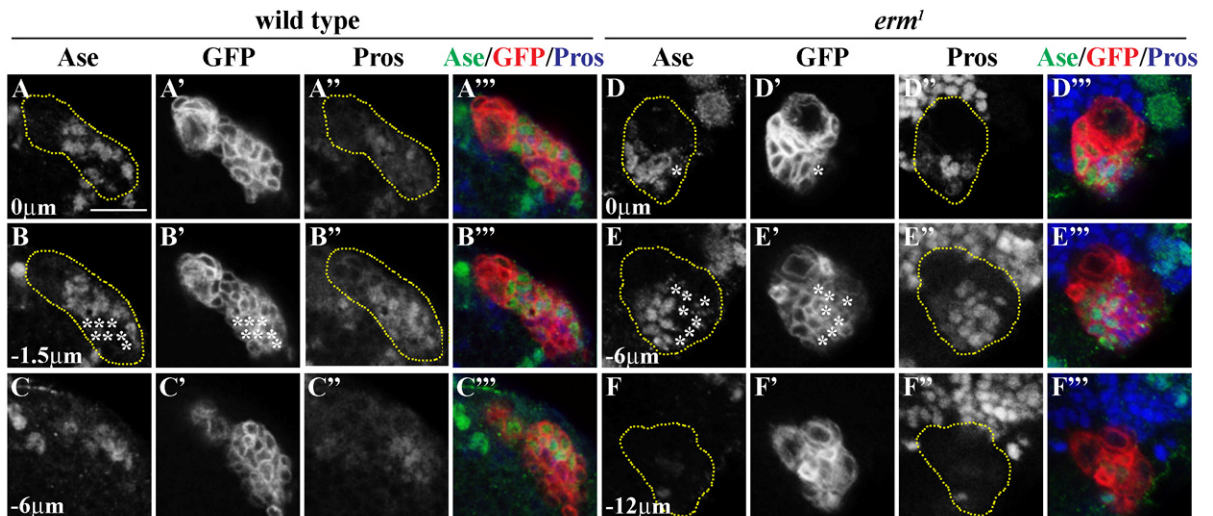 wild type erm¹
Ase GFP Pros Ase/GFP/Pros Ase GFP Pros Ase/GFP/Pros
A A’ A’’ A’’’ D D’ D’’ D’’’
0μm 0μm
B B’ B’’ B’’’ E E’ E’’ E’’’
*** *** * * * * * * * *
**** **** * * * * * * * *
-1.5μm -6μm
C C’ C’’ C’’’ F F’ F’’ F’’’
-6μm -12μm